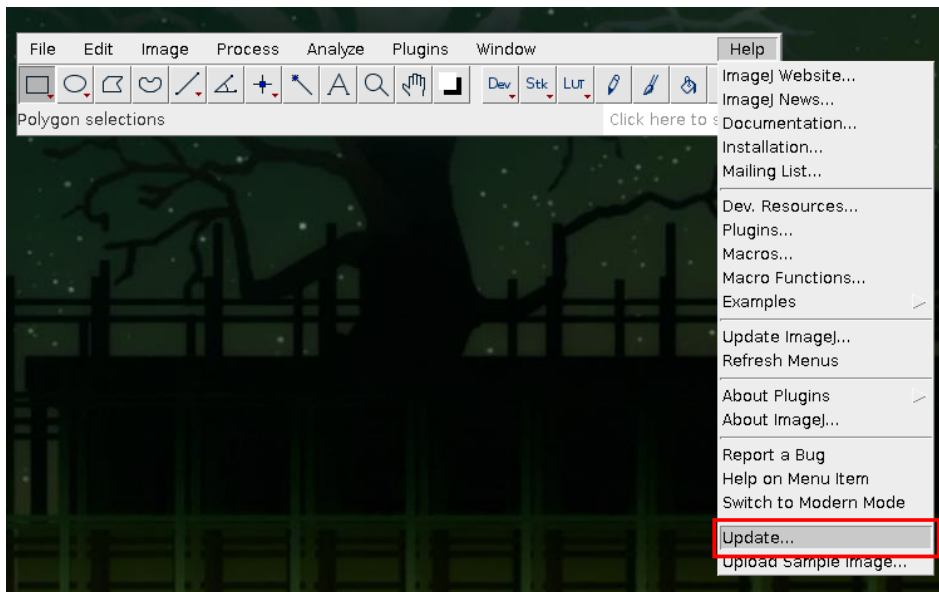 File Edit Image Process Analyze Plugins Window Help
Dev Stk LUT
Polygon selections
Click here to s
ImageJ Website...
ImageJ News...
Documentation...
Installation...
Mailing List...
Dev. Resources...
Plugins...
Macros...
Macro Functions...
Examples
Update ImageJ...
Refresh Menus
About Plugins
About ImageJ...
Report a Bug
Help on Menu Item
Switch to Modern Mode
Update...
Upload Sample Image...